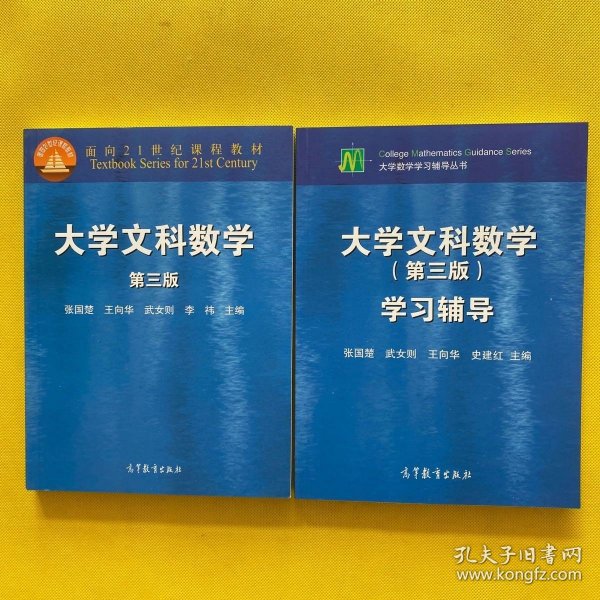 面向21世纪课程教材
Textbook Series for 21st Century
大学文科数学
第三版
张国楚 王向华 武女则 李祎 主编
高等教育出版社
College Mathematics Guidance Series
大学数学学习辅导丛书
大学文科数学
(第三版)
学习辅导
张国楚 武女则 王向华 史建红 主编
高等教育出版社
孔夫子旧书网
www.kongfz.com